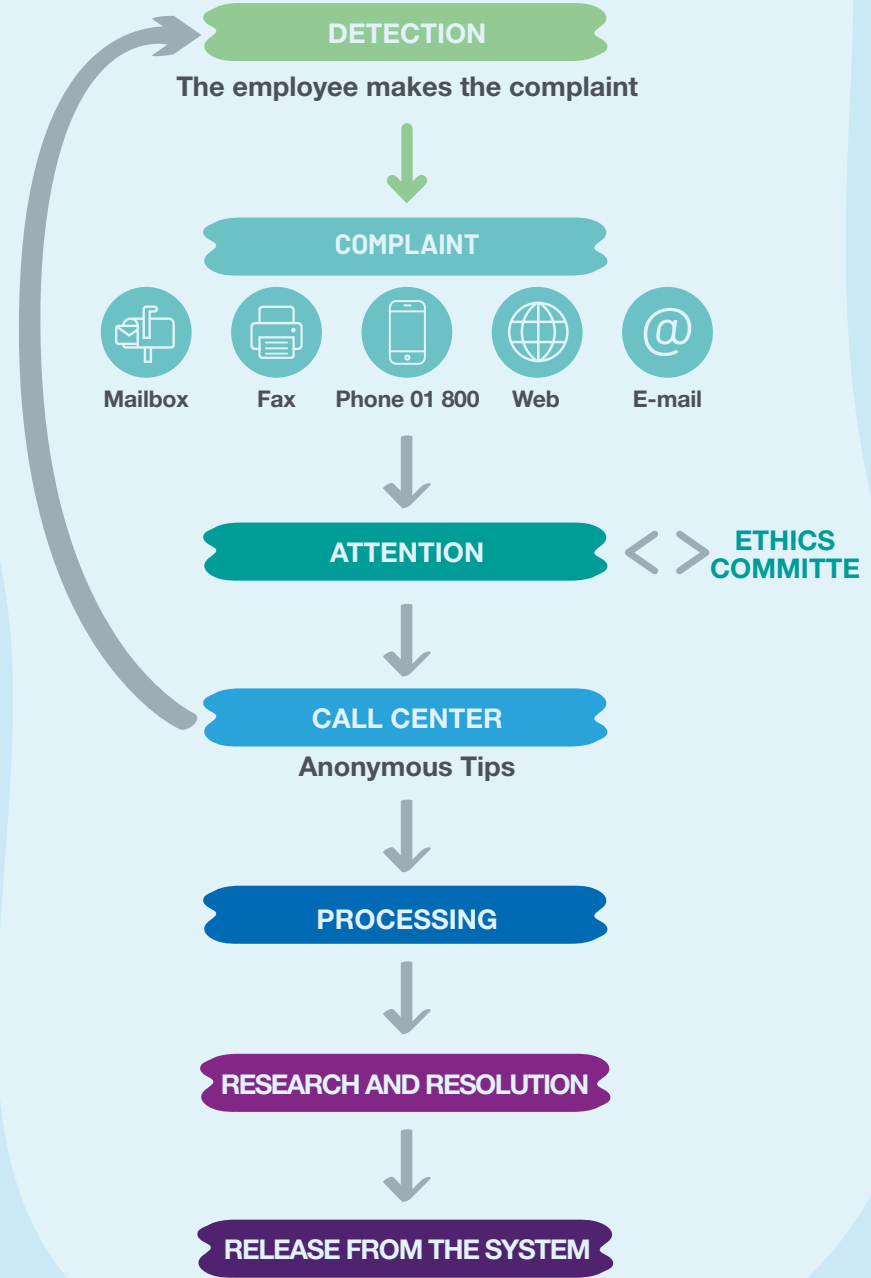 DETECTION
The employee makes the complaint
COMPLAINT
Mailbox
Fax
Phone 01 800
Web
E-mail
@
ATTENTION
ETHICS
COMMITTE
CALL CENTER
Anonymous Tips
PROCESSING
RESEARCH AND RESOLUTION
RELEASE FROM THE SYSTEM